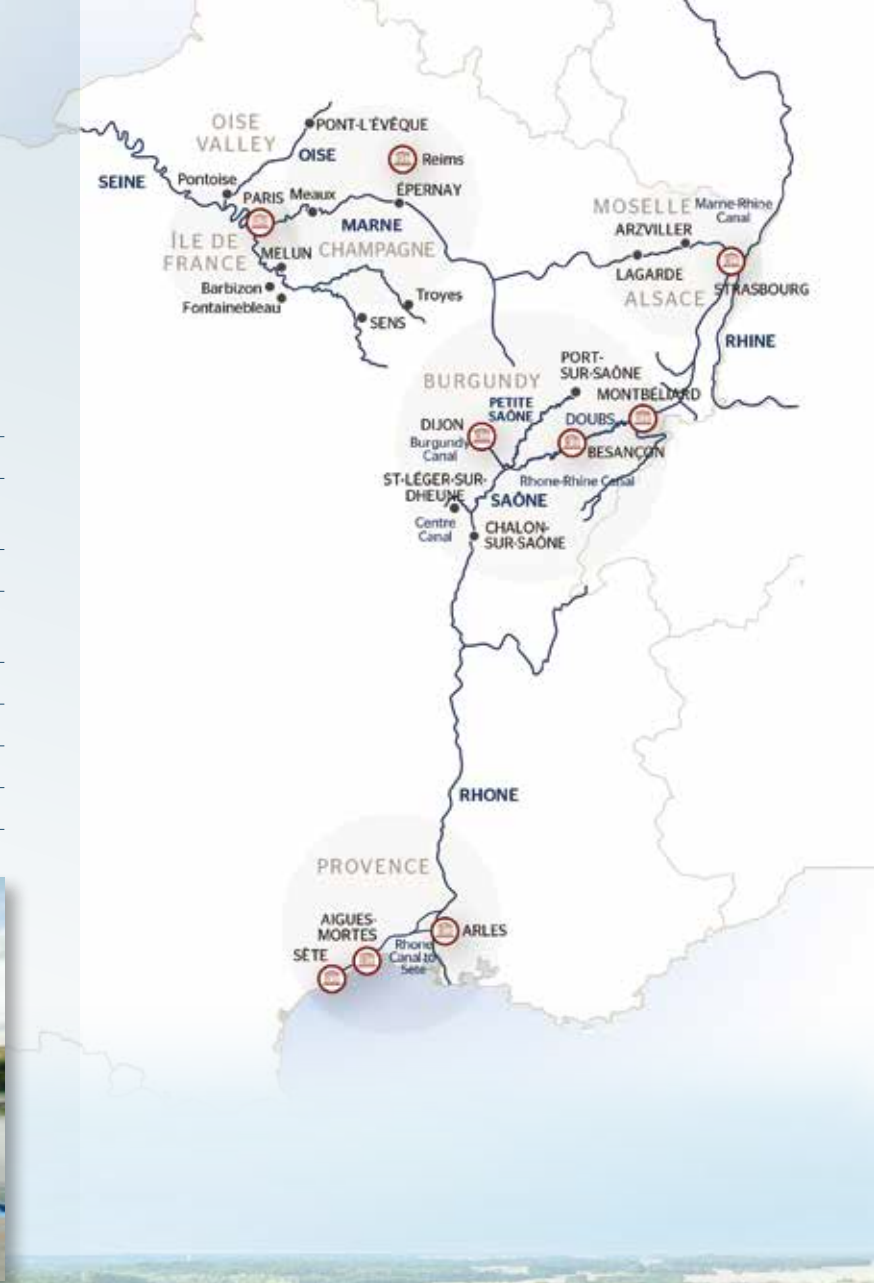 OISE
VALLEY
PONT-L'ÉVÊQUE
OISE
Reims
SEINE
Pontoise
PARIS
Meaux
ÉPERNAY
MARNE
MOSELLE
Marne-Rhine
Canal
ARZVILLER
ÎLE DE
FRANCE
MELUN
CHAMPAGNE
LAGARDE
ALSACE
STRASBOURG
Barbizon
Fontainebleau
Troyes
SENS
RHINE
PORT-
SUR-SAÔNE
BURGUNDY
MONTBÉLIARD
PETITE
SAÔNE
DOUBS
DIJON
Burgundy
Canal
BESANÇON
ST-LÉGER-SUR-
DHEUNE
Rhone-Rhine Canal
SAÔNE
Centre
Canal
CHALON-
SUR-SAÔNE
RHONE
PROVENCE
AIGUES-
MORTES
ARLES
SÈTE
Rhone
Canal to
Sete